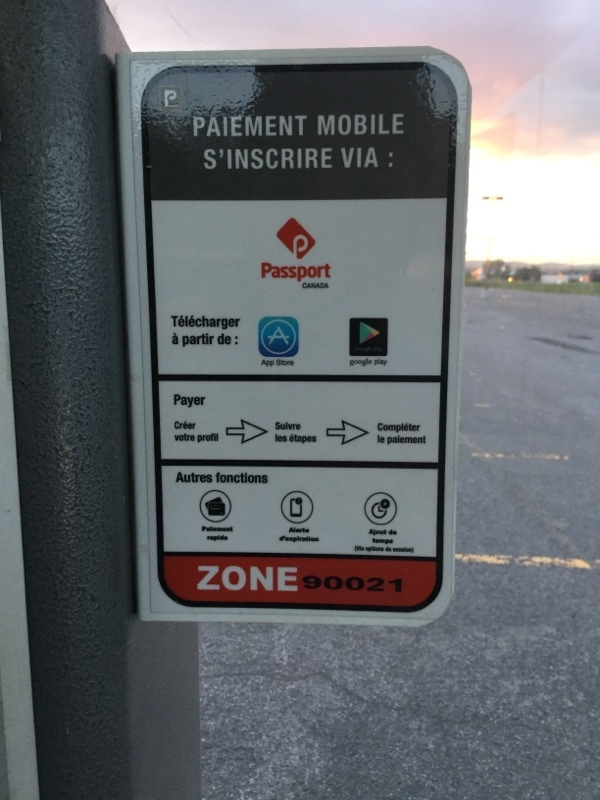 P
PAIEMENT MOBILE
S'INSCRIRE VIA :
P
Passport
CANADA
Télécharger
à partir de :
App Store
Google Play
google play
Payer
Créer
votre profil
Suivre
les étapes
Compléter
le paiement
Autres fonctions
Paiement
rapide
Alerte
d'expiration
Ajout de
temps
(Via options de session)
ZONE 90021